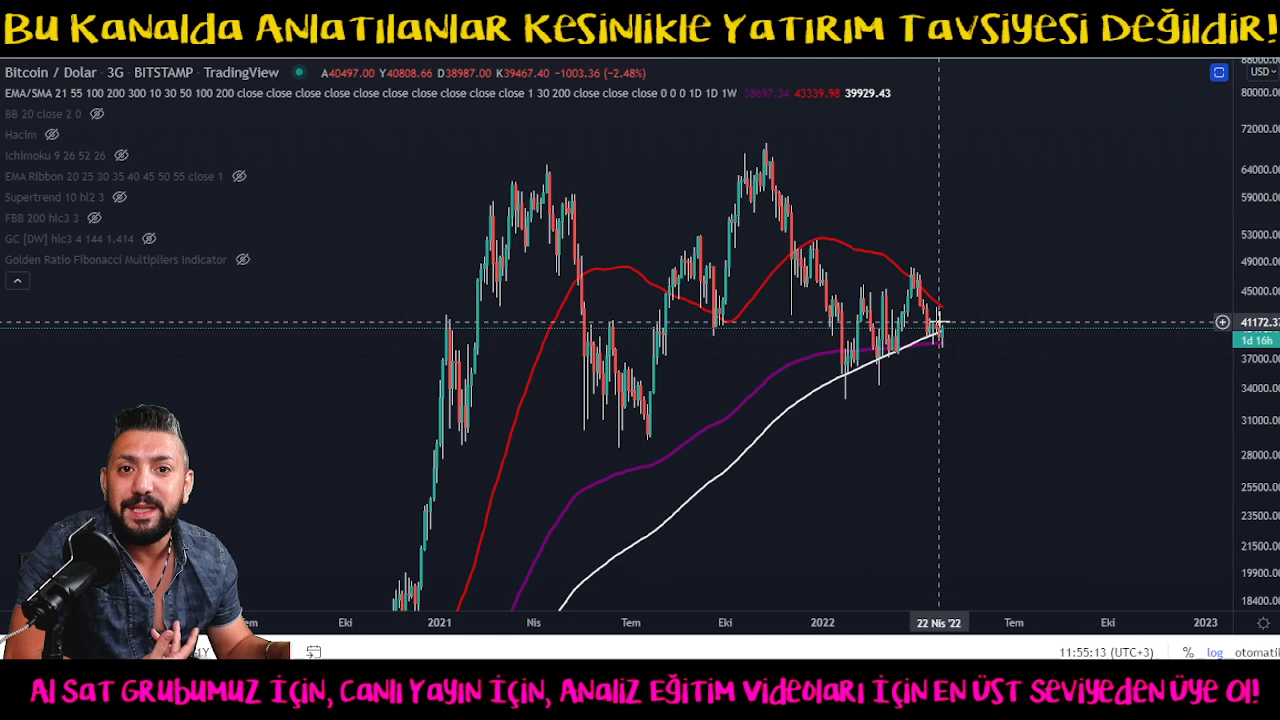 Bu Kanalda Anlatılanlar Kesinlikle Yatırım Tavsiyesi Değildir!
Bitcoin / Dolar · 3G · BITSTAMP · TradingView A40497.00 Y40808.66 D38987.00 K39467.40 −1003.36 (−2.48%)
USD
EMA/SMA 21 55 100 200 300 10 30 50 100 200 close close close close close close close close close close 1 30 200 close close close 0 0 0 1D 1D 1W 38697.34 43339.98 39929.43
BB 20 close 2 0
Hacim
Ichimoku 9 26 52 26
EMA Ribbon 20 25 30 35 40 45 50 55 close 1
Supertrend 10 hl2 3
FBB 200 hlc3 3
GC [DW] hlc3 4 144 1.414
Golden Ratio Fibonacci Multipliers Indicator
88000.00
80000.00
72000.00
64000.00
59000.00
53000.00
49000.00
45000.00
41172.37
1d 16h
37000.00
34000.00
31000.00
28000.00
25500.00
23500.00
21500.00
19900.00
18400.00
Eki 2021 Nis Tem Eki 2022 22 Nis '22 Tem Eki 2023
11:55:13 (UTC+3) % log otomatik
Al Sat Grubumuz İçin, Canlı Yayın İçin, Analiz Eğitim Videoları İçin En Üst Seviyeden Üye Ol!